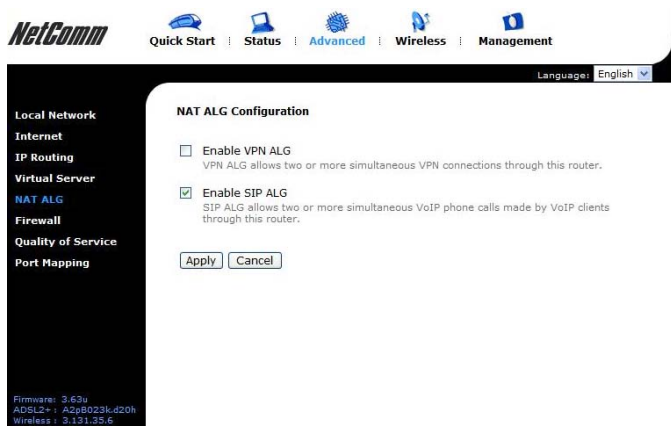 NetComm
Quick Start
Status
Advanced
Wireless
Management
Language: English
Local Network
Internet
IP Routing
Virtual Server
NAT ALG
Firewall
Quality of Service
Port Mapping
NAT ALG Configuration
Enable VPN ALG
VPN ALG allows two or more simultaneous VPN connections through this router.
Enable SIP ALG
SIP ALG allows two or more simultaneous VoIP phone calls made by VoIP clients
through this router.
Apply Cancel
Firmware: 3.63u
ADSL2+ : A2pB023k.d20h
Wireless : 3.131.35.6